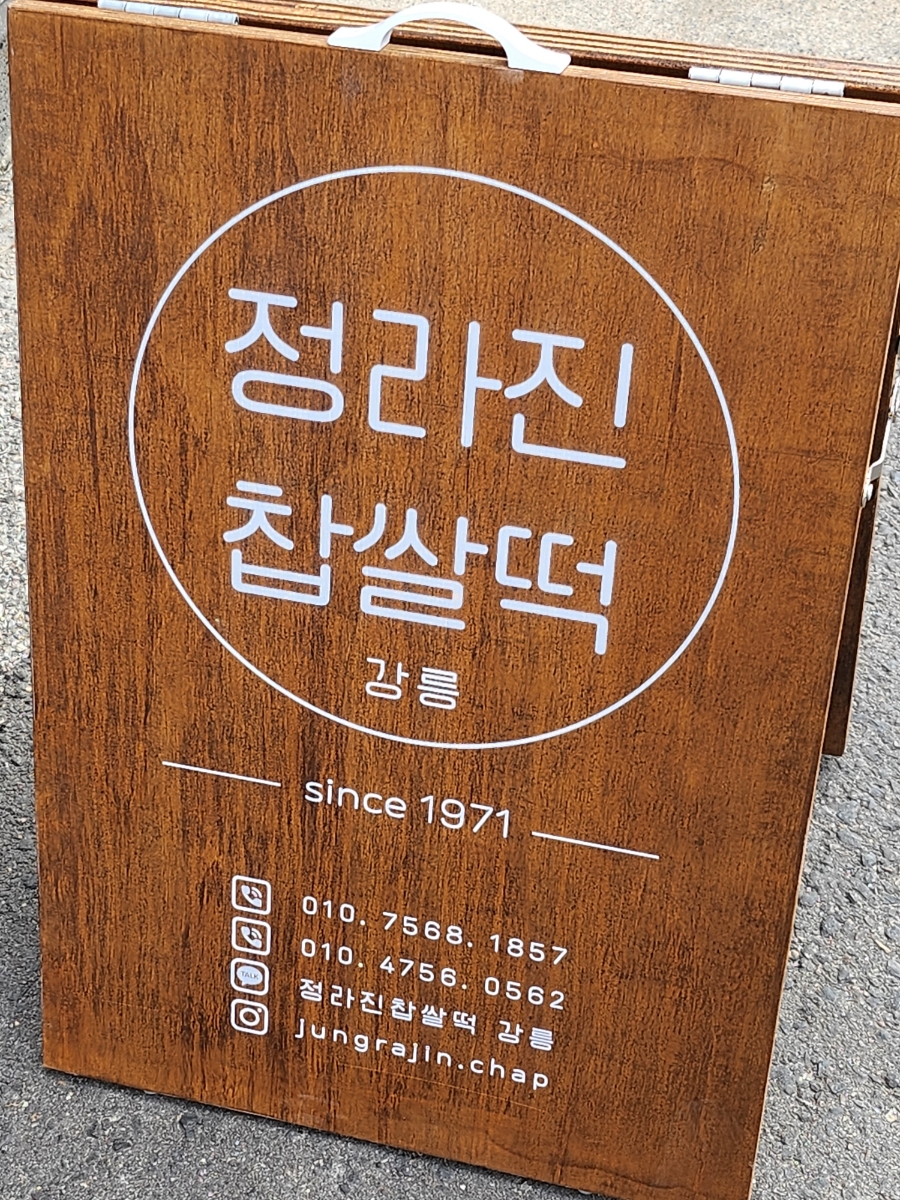 정라진
찹쌀떡
강릉
since 1971
010. 7568. 1857
010. 4756. 0562
TALK 정라진찹쌀떡 강릉
jungrajin.chap